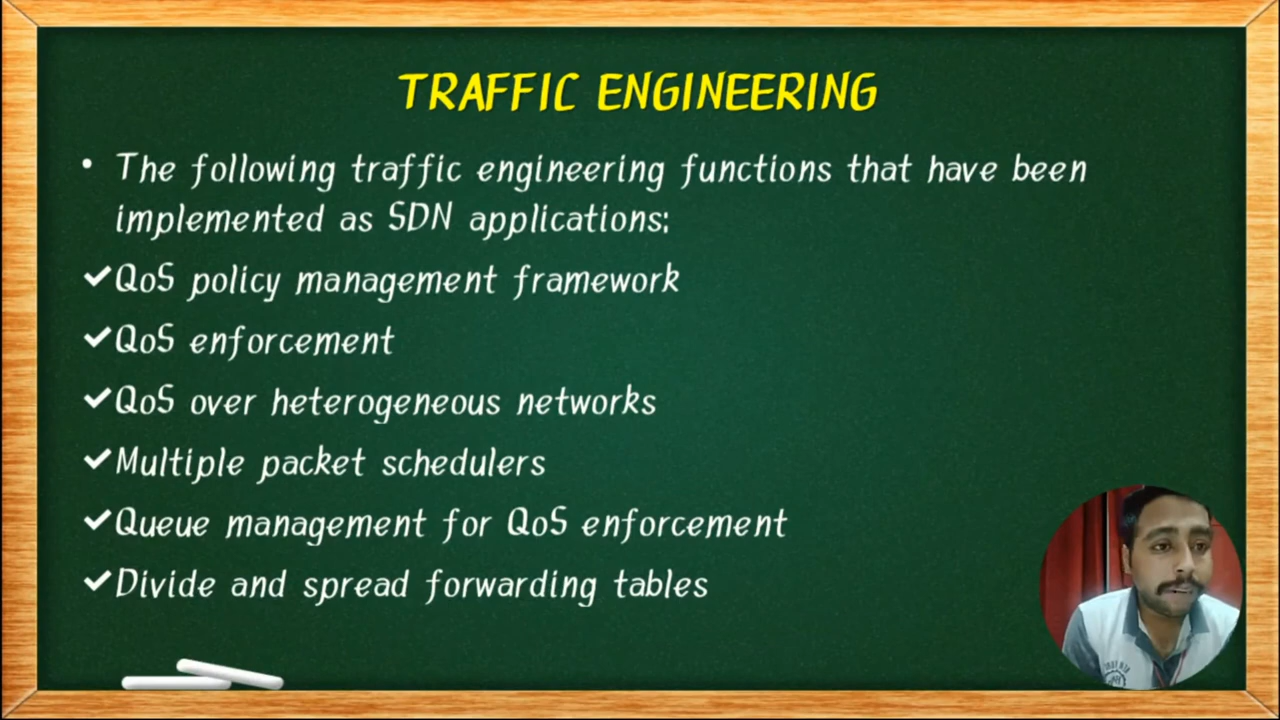 TRAFFIC ENGINEERING
• The following traffic engineering functions that have been
implemented as SDN applications:
✔QoS policy management framework
✔QoS enforcement
✔QoS over heterogeneous networks
✔Multiple packet schedulers
✔Queue management for QoS enforcement
✔Divide and spread forwarding tables